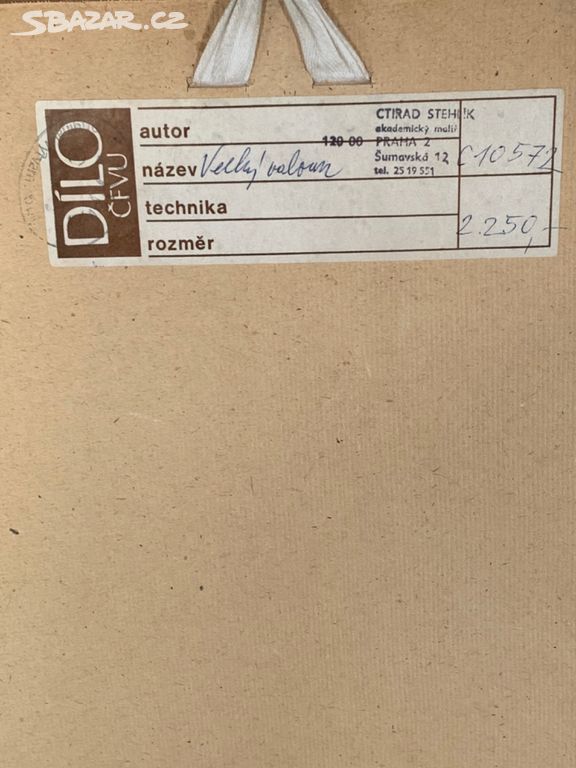 SBAZAR.CZ
DÍLO
ČFVU
autor
název Velký valoun
technika
rozměr
CTIRAD STEHLÍK
akademický malíř
120 00 PRAHA 2
Šumavská 12
tel. 25 19 551
C 10572
2.250,-